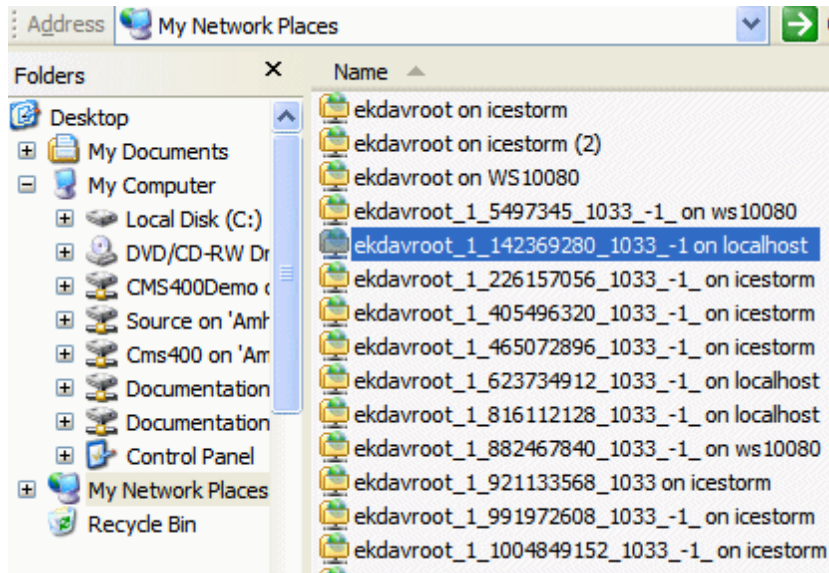 Address My Network Places
Folders
Desktop
My Documents
My Computer
Local Disk (C:)
DVD/CD-RW Dr
CMS400Demo
Source on 'Amh
Cms400 on 'Am
Documentation
Documentation
Control Panel
My Network Places
Recycle Bin
Name
ekdavroot on icestorm
ekdavroot on icestorm (2)
ekdavroot on WS10080
ekdavroot_1_5497345_1033_-1_ on ws10080
ekdavroot_1_142369280_1033_-1 on localhost
ekdavroot_1_226157056_1033_-1_ on icestorm
ekdavroot_1_405496320_1033_-1_ on icestorm
ekdavroot_1_465072896_1033_-1_ on icestorm
ekdavroot_1_623734912_1033_-1_ on localhost
ekdavroot_1_816112128_1033_-1_ on localhost
ekdavroot_1_882467840_1033_-1_ on ws10080
ekdavroot_1_921133568_1033 on icestorm
ekdavroot_1_991972608_1033_-1_ on icestorm
ekdavroot_1_1004849152_1033_-1_ on icestorm